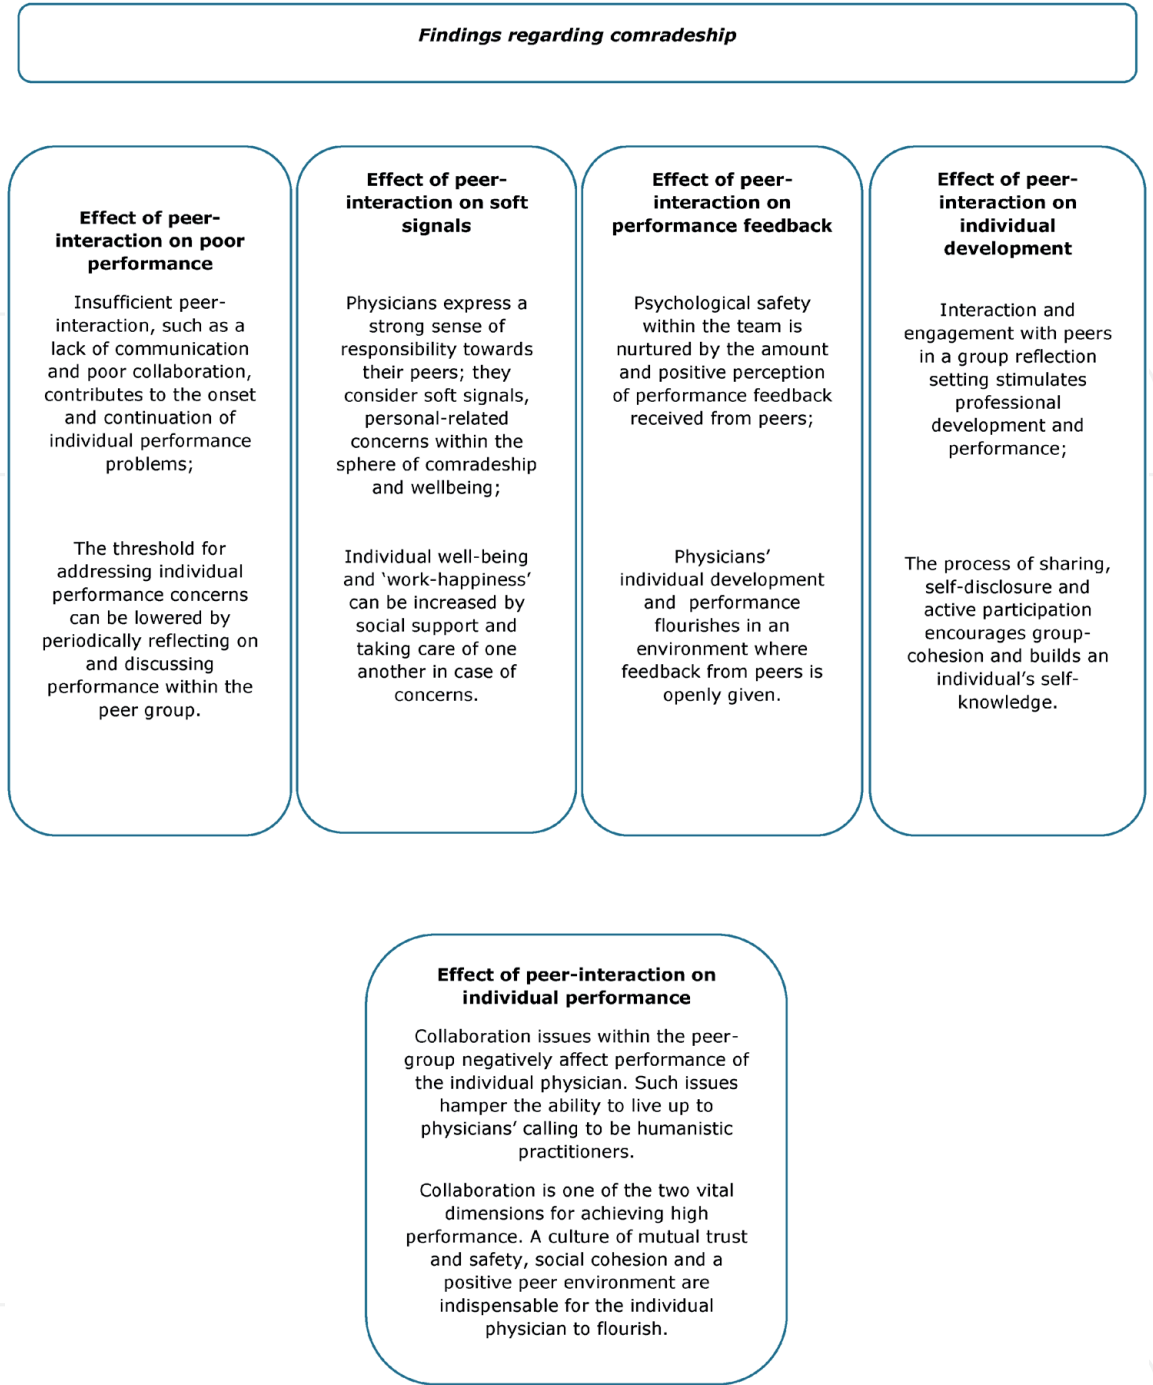 Findings regarding comradeship
Effect of peer-
interaction on poor
performance
Insufficient peer-
interaction, such as a
lack of communication
and poor collaboration,
contributes to the onset
and continuation of
individual performance
problems;
The threshold for
addressing individual
performance concerns
can be lowered by
periodically reflecting on
and discussing
performance within the
peer group.
Effect of peer-
interaction on soft
signals
Physicians express a
strong sense of
responsibility towards
their peers; they
consider soft signals,
personal-related
concerns within the
sphere of comradeship
and wellbeing;
Individual well-being
and ‘work-happiness’
can be increased by
social support and
taking care of one
another in case of
concerns.
Effect of peer-
interaction on
performance feedback
Psychological safety
within the team is
nurtured by the amount
and positive perception
of performance feedback
received from peers;
Physicians’
individual development
and performance
flourishes in an
environment where
feedback from peers is
openly given.
Effect of peer-
interaction on
individual
development
Interaction and
engagement with peers
in a group reflection
setting stimulates
professional
development and
performance;
The process of sharing,
self-disclosure and
active participation
encourages group-
cohesion and builds an
individual’s self-
knowledge.
Effect of peer-interaction on
individual performance
Collaboration issues within the peer-
group negatively affect performance of
the individual physician. Such issues
hamper the ability to live up to
physicians’ calling to be humanistic
practitioners.
Collaboration is one of the two vital
dimensions for achieving high
performance. A culture of mutual trust
and safety, social cohesion and a
positive peer environment are
indispensable for the individual
physician to flourish.